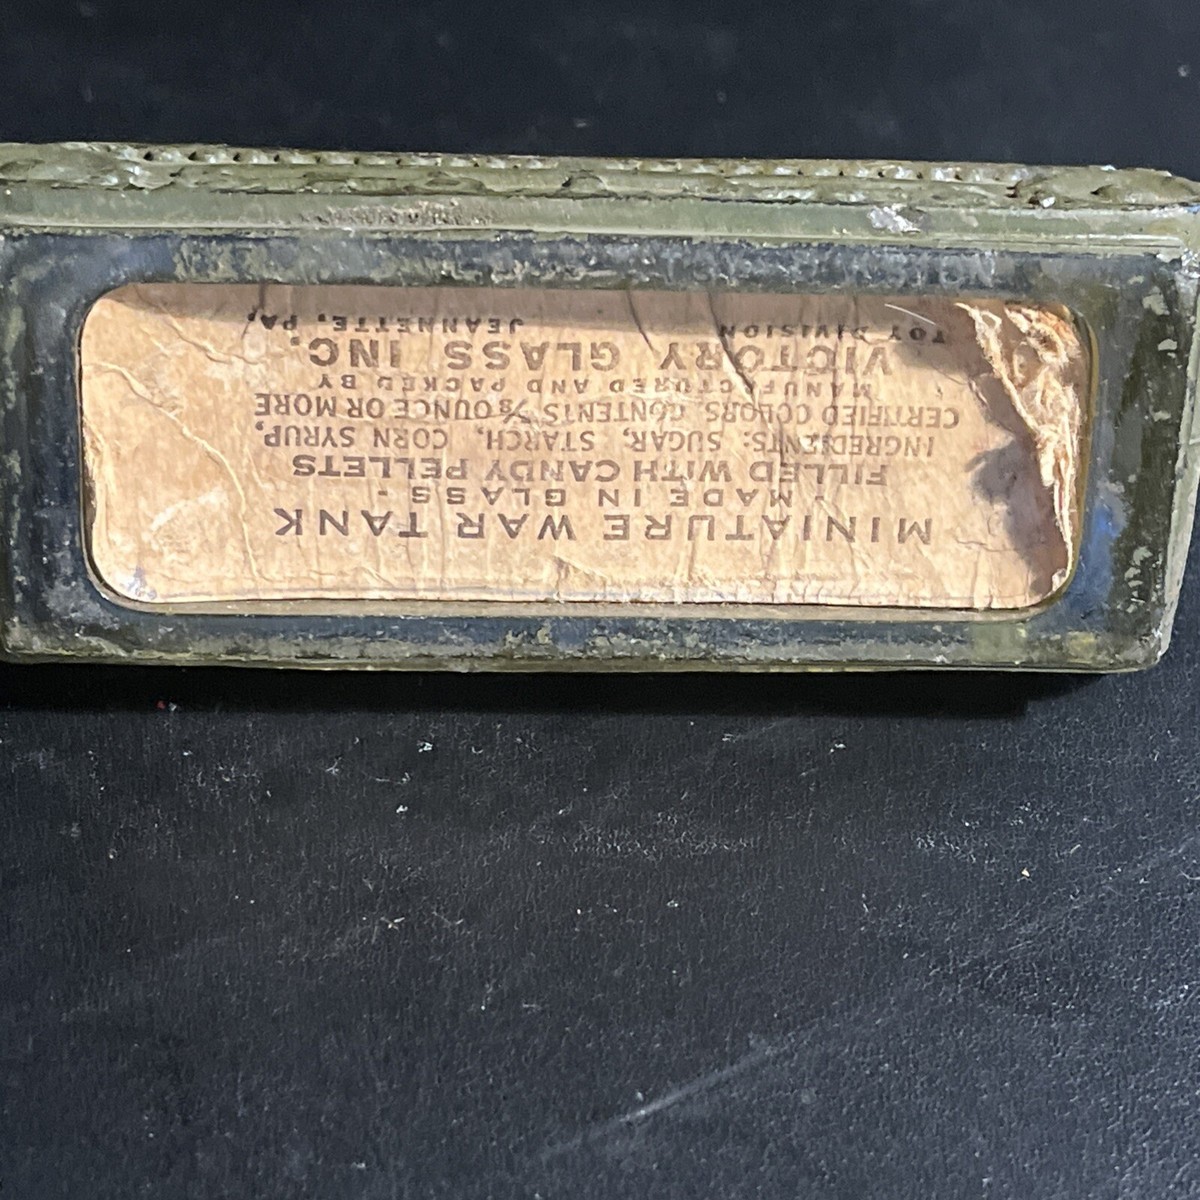 MINIATURE WAR TANK
- MADE IN GLASS -
FILLED WITH CANDY PELLETS
INGREDIENTS: SUGAR, STARCH, CORN SYRUP,
CERTIFIED COLORS. CONTENTS ⅝ OUNCE OR MORE
MANUFACTURED AND PACKED BY
VICTORY GLASS INC.
TOY DIVISION JEANNETTE, PA.